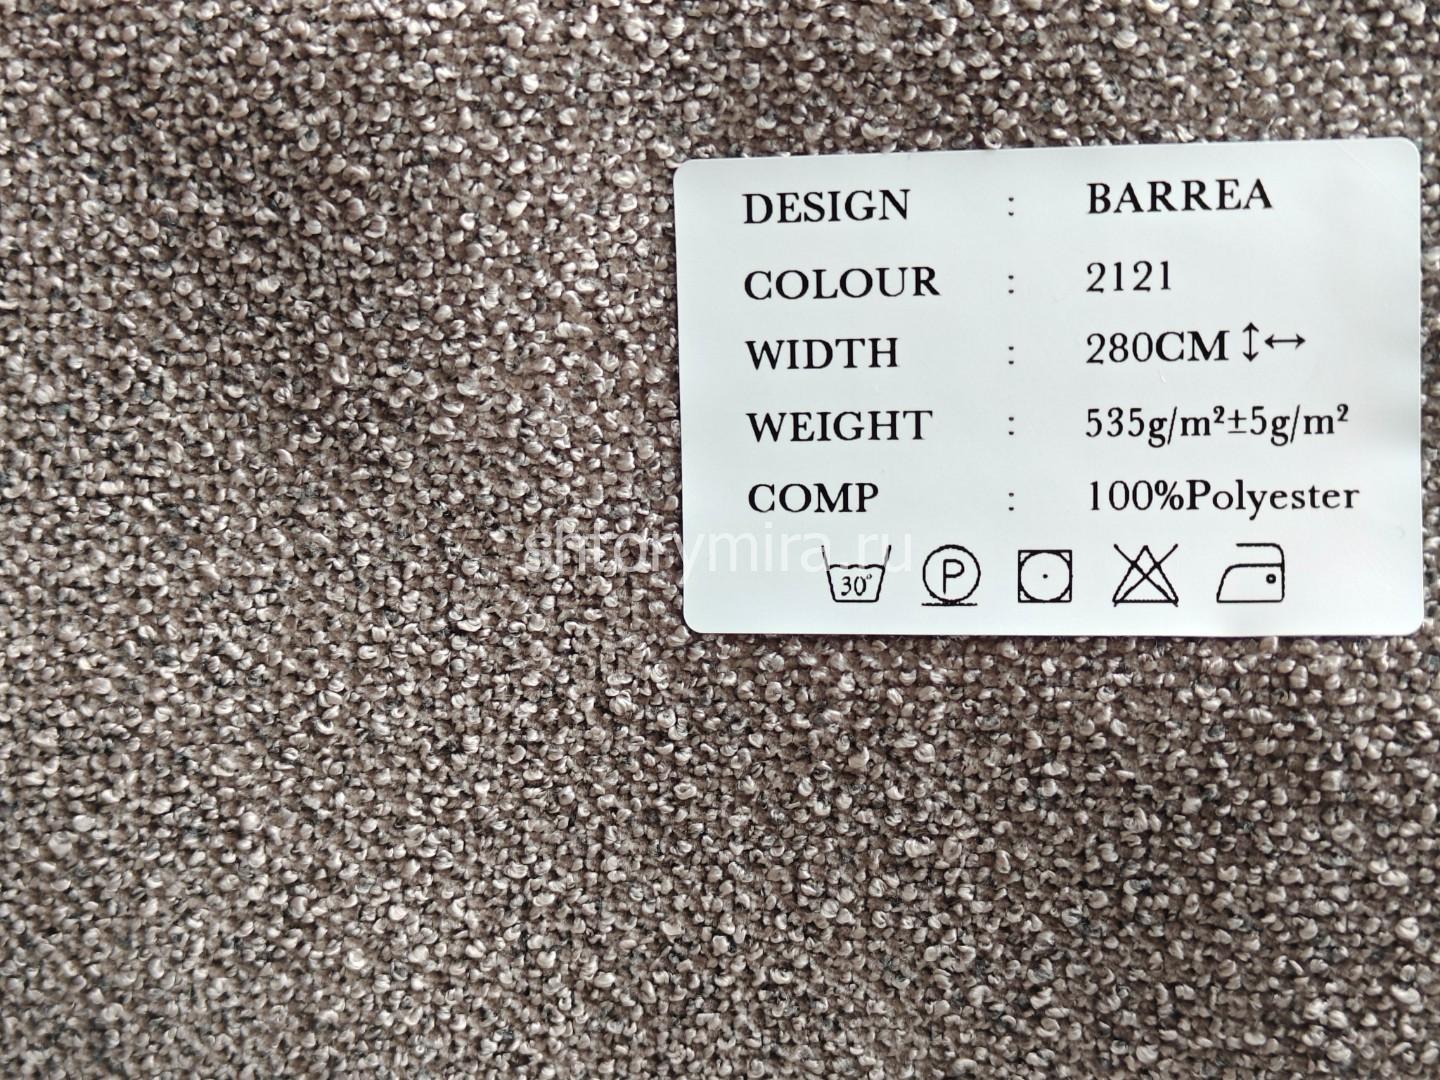 DESIGN : BARREA
COLOUR : 2121
WIDTH : 280CM ↕↔
WEIGHT : 535g/m²±5g/m²
COMP : 100%Polyester
shtorymira.ru
30° P